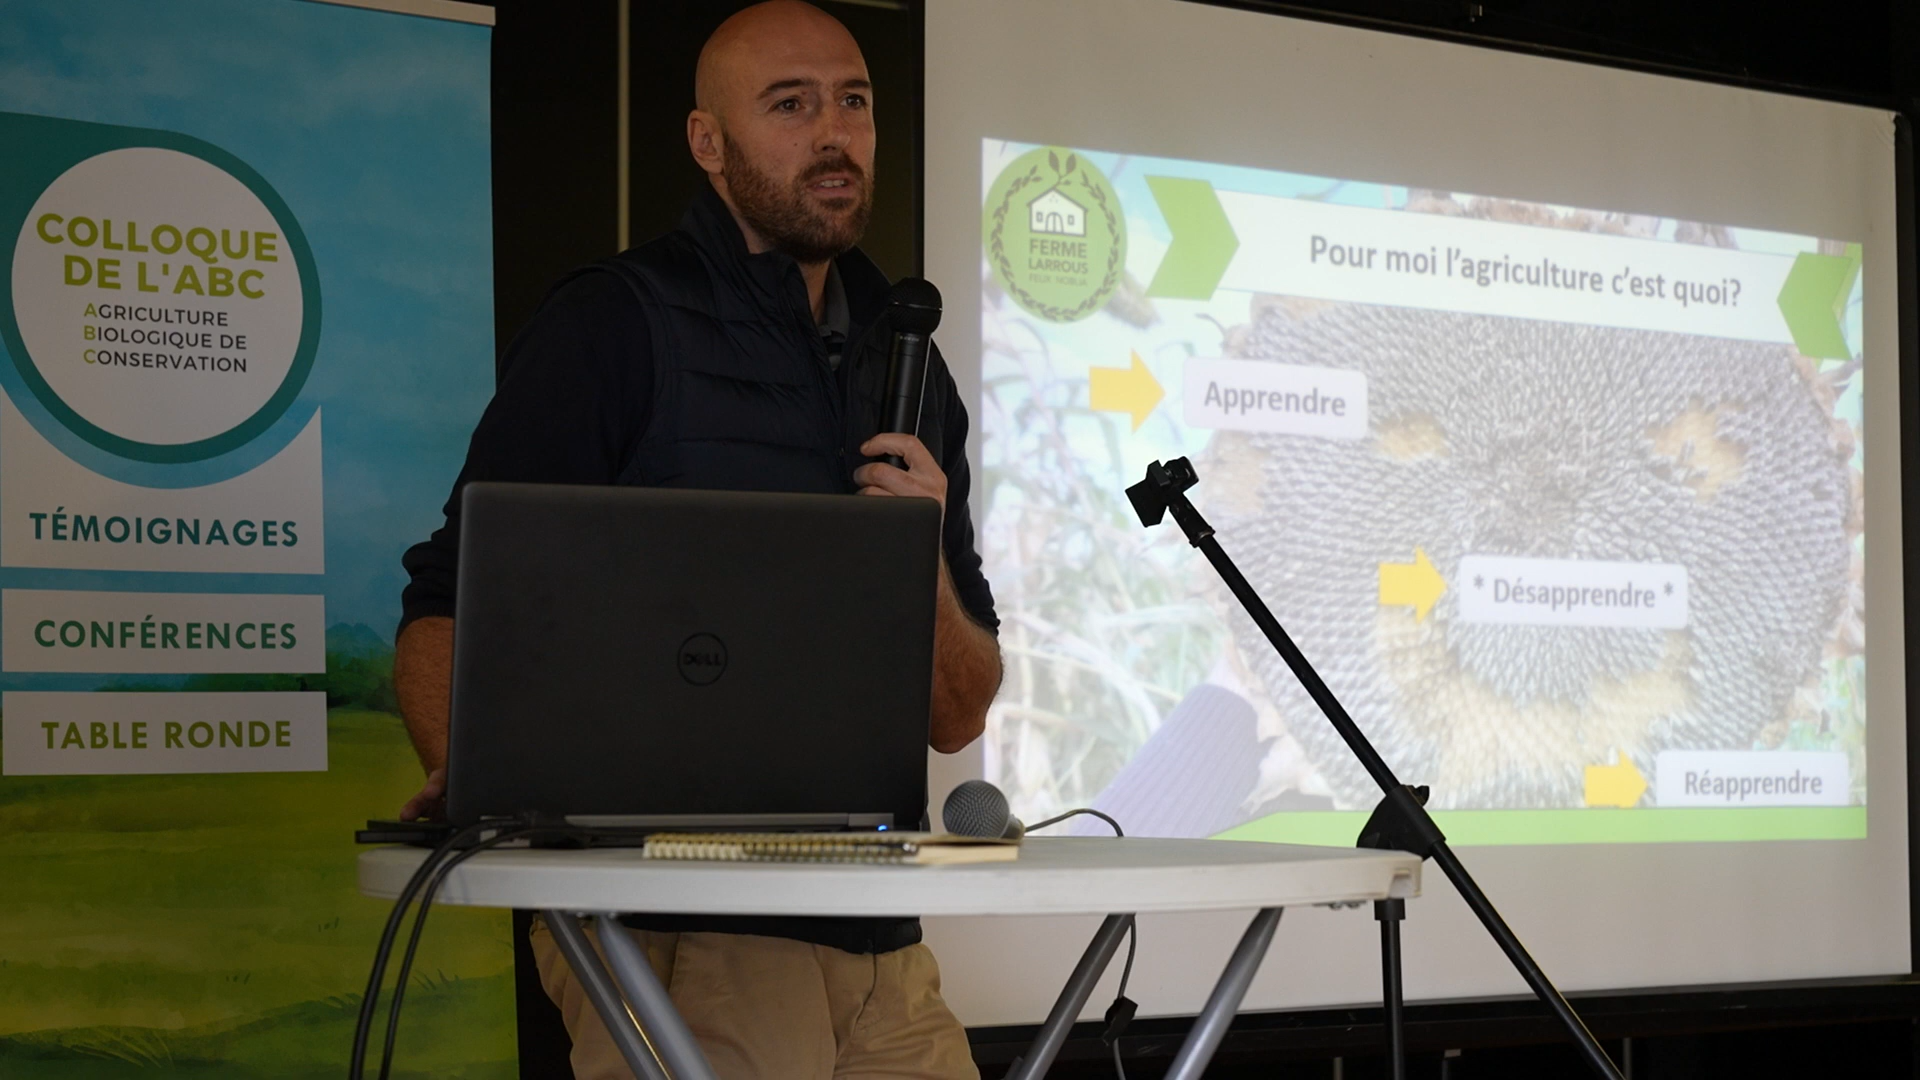 COLLOQUE
DE L'ABC
AGRICULTURE
BIOLOGIQUE DE
CONSERVATION
TÉMOIGNAGES
CONFÉRENCES
TABLE RONDE
DELL
FERME
LARROUS
Pour moi l'agriculture c'est quoi?
Apprendre
* Désapprendre *
Réapprendre